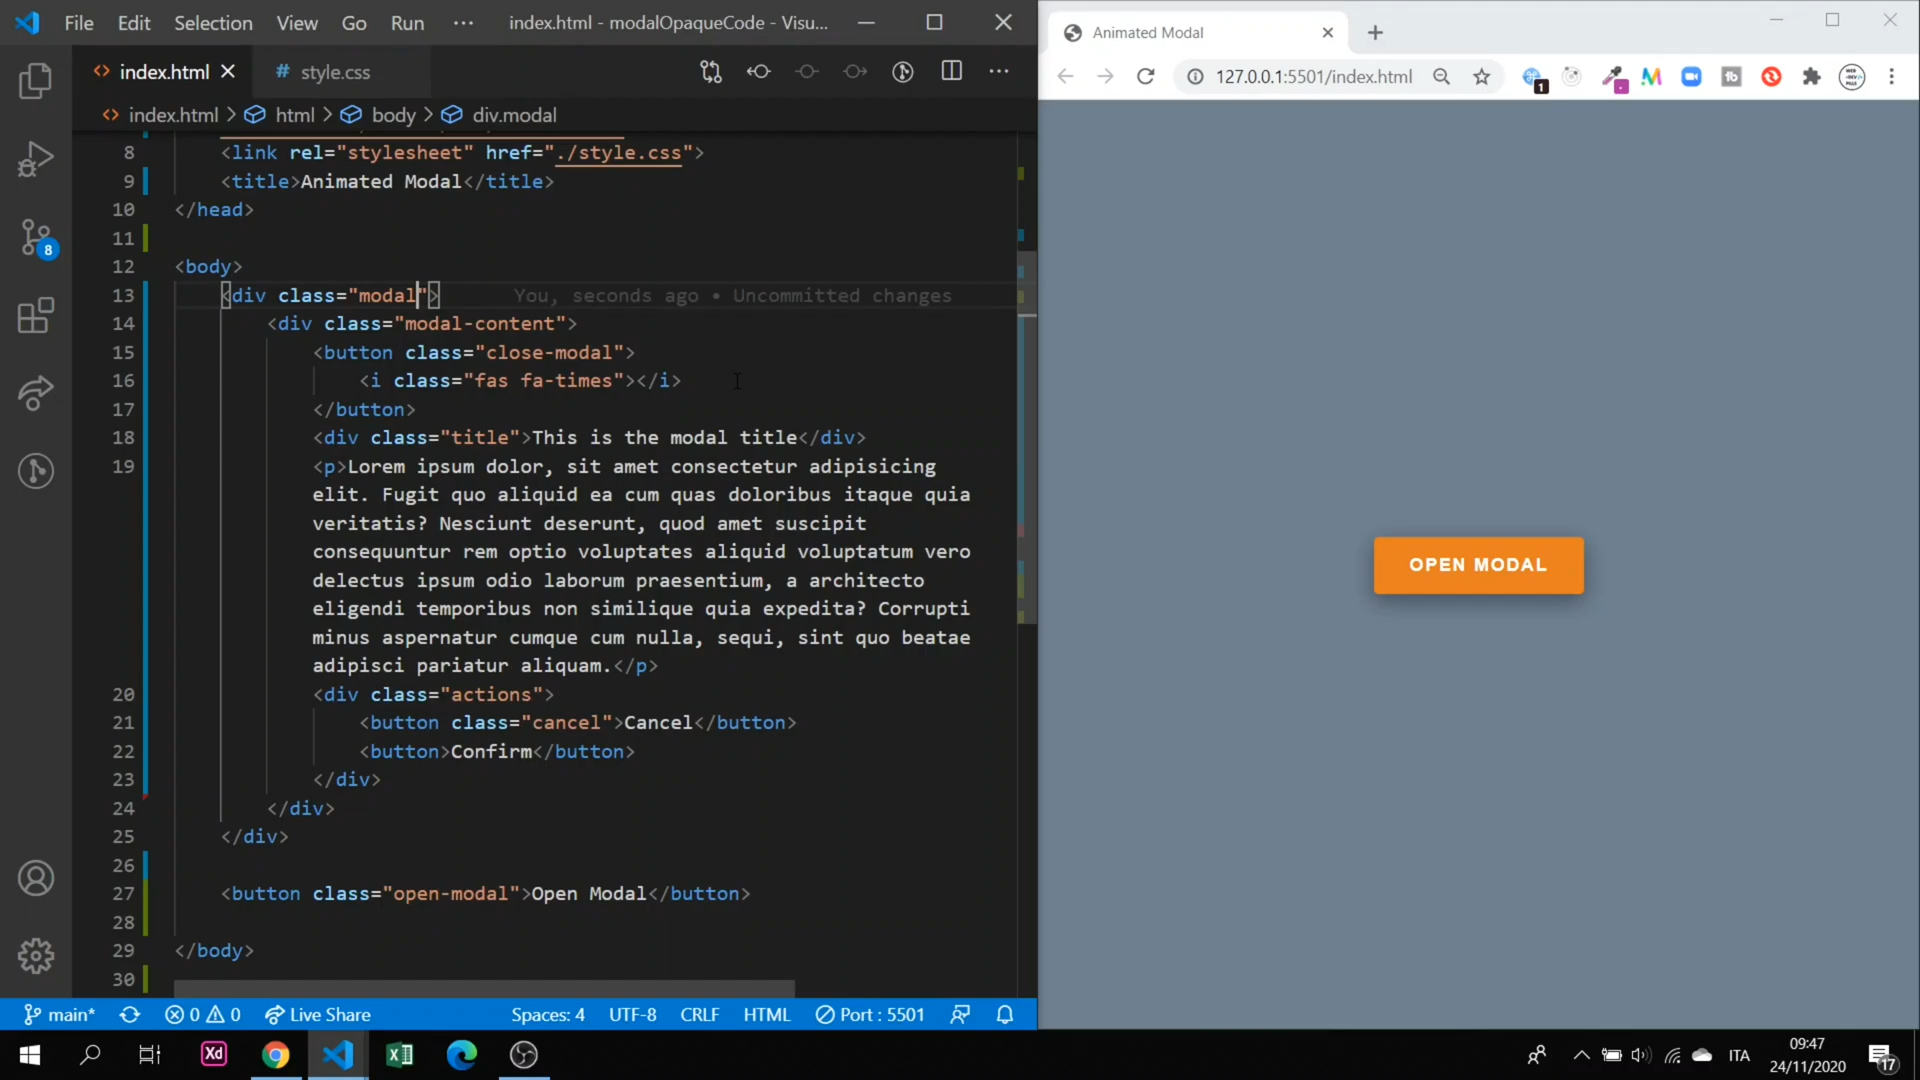 File Edit Selection View Go Run ··· index.html - modalOpaqueCode - Visu...
index.html style.css
index.html > html > body > div.modal
8 <link rel="stylesheet" href="./style.css">
9 <title>Animated Modal</title>
10 </head>
11
12 <body>
13 <div class="modal"> You, seconds ago • Uncommitted changes
14 <div class="modal-content">
15 <button class="close-modal">
16 <i class="fas fa-times"></i>
17 </button>
18 <div class="title">This is the modal title</div>
19 <p>Lorem ipsum dolor, sit amet consectetur adipisicing
elit. Fugit quo aliquid ea cum quas doloribus itaque quia
veritatis? Nesciunt deserunt, quod amet suscipit
consequuntur rem optio voluptates aliquid voluptatum vero
delectus ipsum odio laborum praesentium, a architecto
eligendi temporibus non similique quia expedita? Corrupti
minus aspernatur cumque cum nulla, sequi, sint quo beatae
adipisci pariatur aliquam.</p>
20 <div class="actions">
21 <button class="cancel">Cancel</button>
22 <button>Confirm</button>
23 </div>
24 </div>
25 </div>
26
27 <button class="open-modal">Open Modal</button>
28
29 </body>
30
8
main* 0 0 Live Share Spaces: 4 UTF-8 CRLF HTML Port : 5501
Animated Modal
127.0.0.1:5501/index.html
1
OPEN MODAL
Xd
ITA
09:47
24/11/2020
17